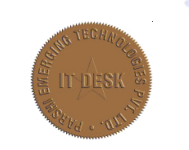 PARSHI EMERGING TECHNOLOGIES PVT. LTD.
IT DESK